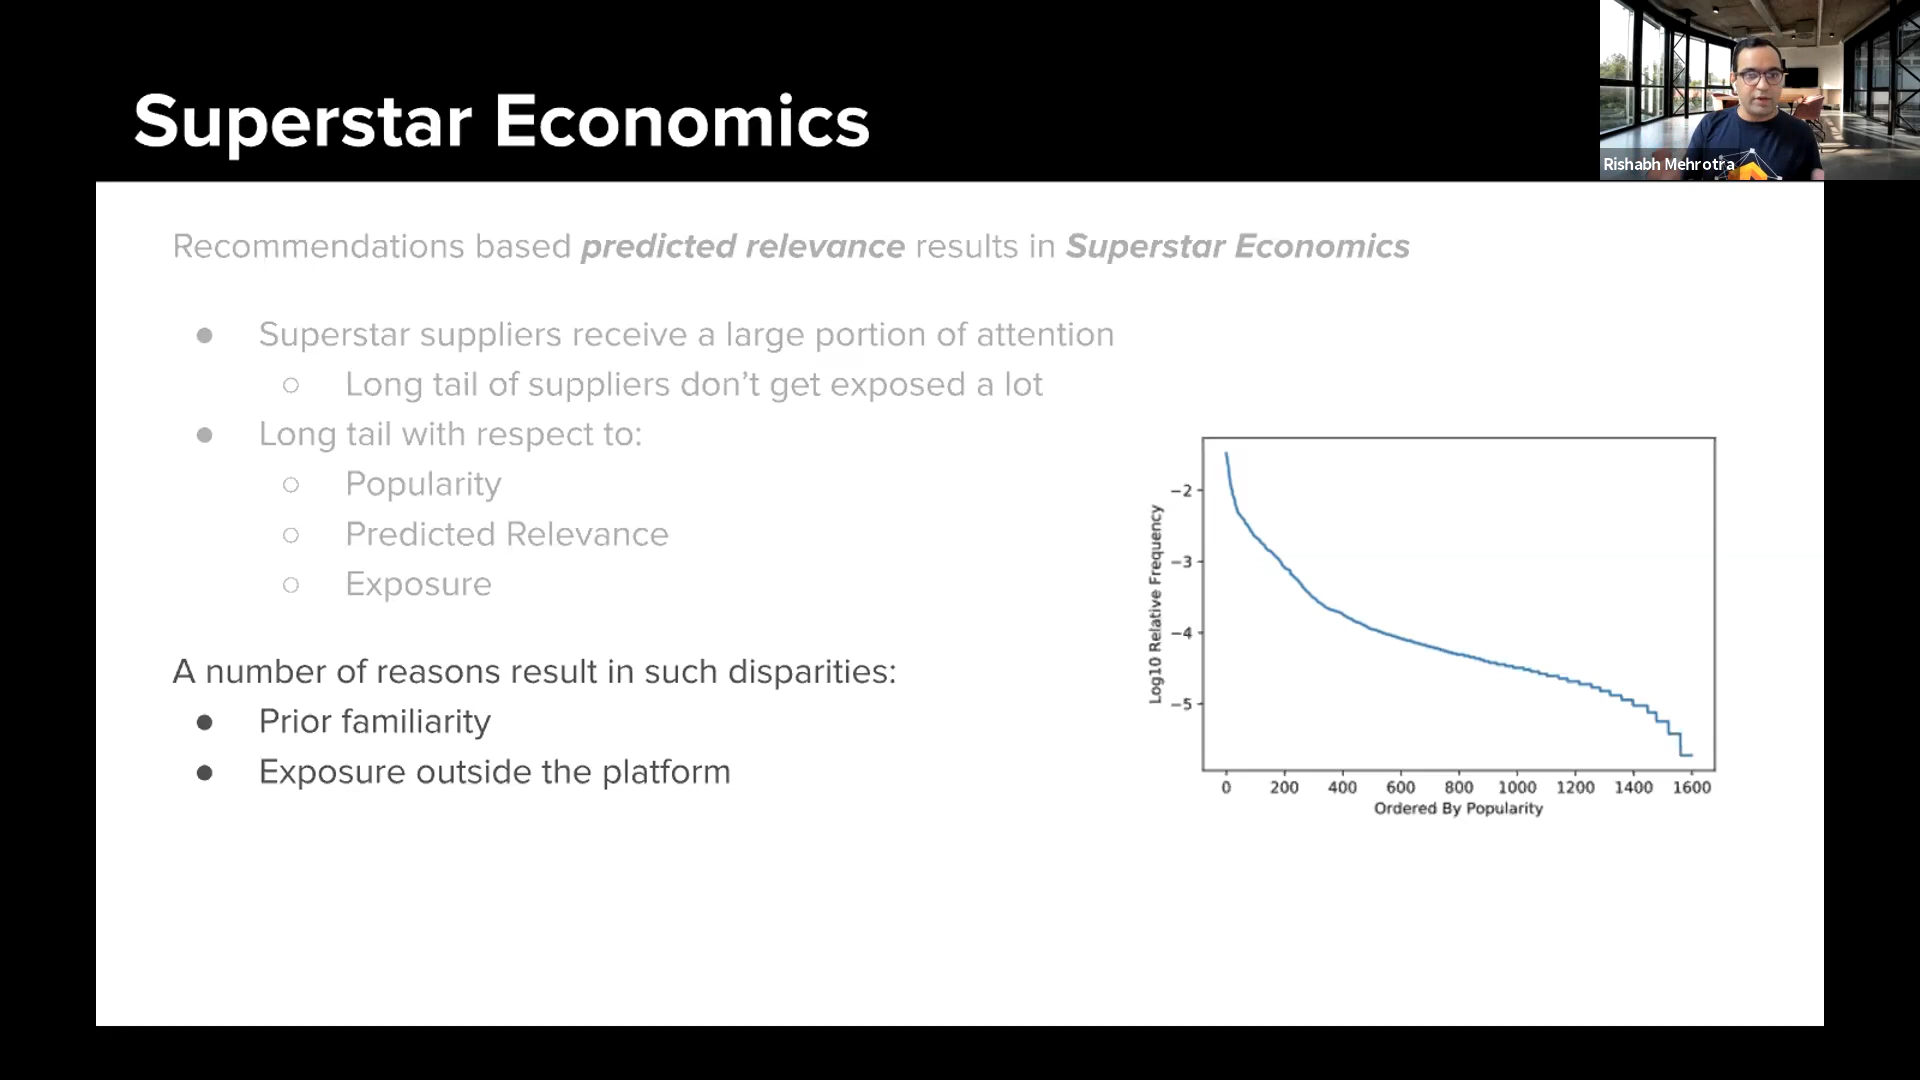 Superstar Economics
Rishabh Mehrotra
Recommendations based predicted relevance results in Superstar Economics
● Superstar suppliers receive a large portion of attention
○ Long tail of suppliers don’t get exposed a lot
● Long tail with respect to:
○ Popularity
○ Predicted Relevance
○ Exposure
A number of reasons result in such disparities:
● Prior familiarity
● Exposure outside the platform
Log10 Relative Frequency
−2
−3
−4
−5
0 200 400 600 800 1000 1200 1400 1600
Ordered By Popularity